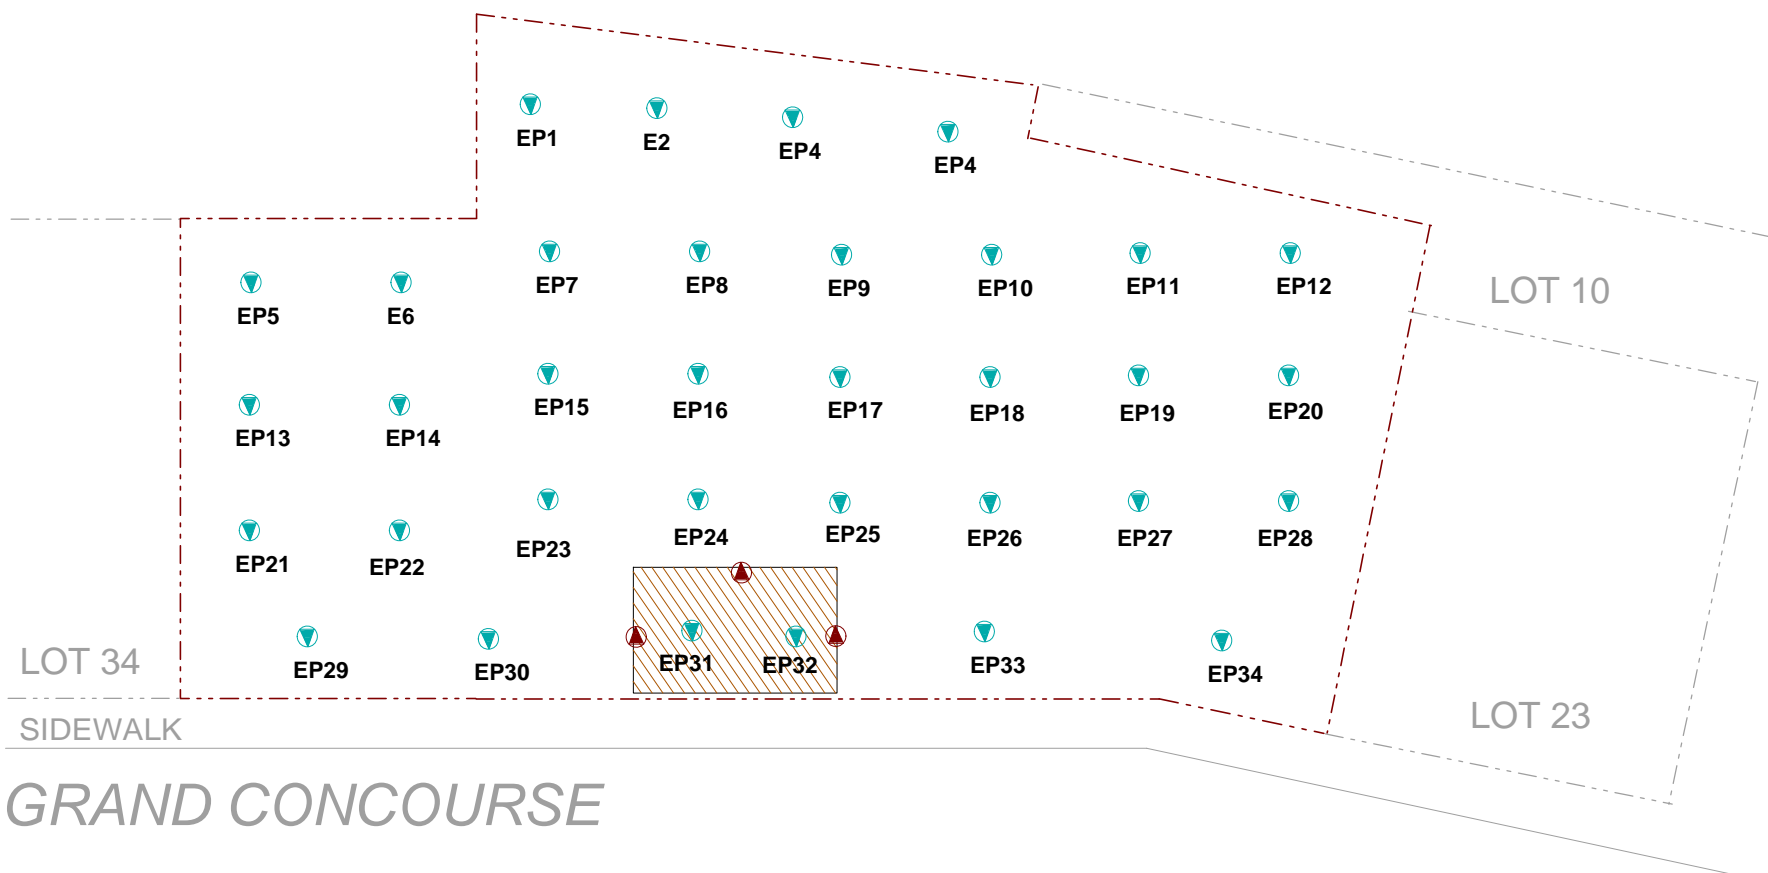 EP1
E2
EP4
EP4
EP7
EP8
EP9
EP10
EP11
EP12
LOT 10
EP5
E6
EP15
EP16
EP17
EP18
EP19
EP20
EP13
EP14
EP23
EP24
EP25
EP26
EP27
EP28
EP21
EP22
LOT 34
EP29
EP30
EP31
EP32
EP33
EP34
LOT 23
SIDEWALK
GRAND CONCOURSE